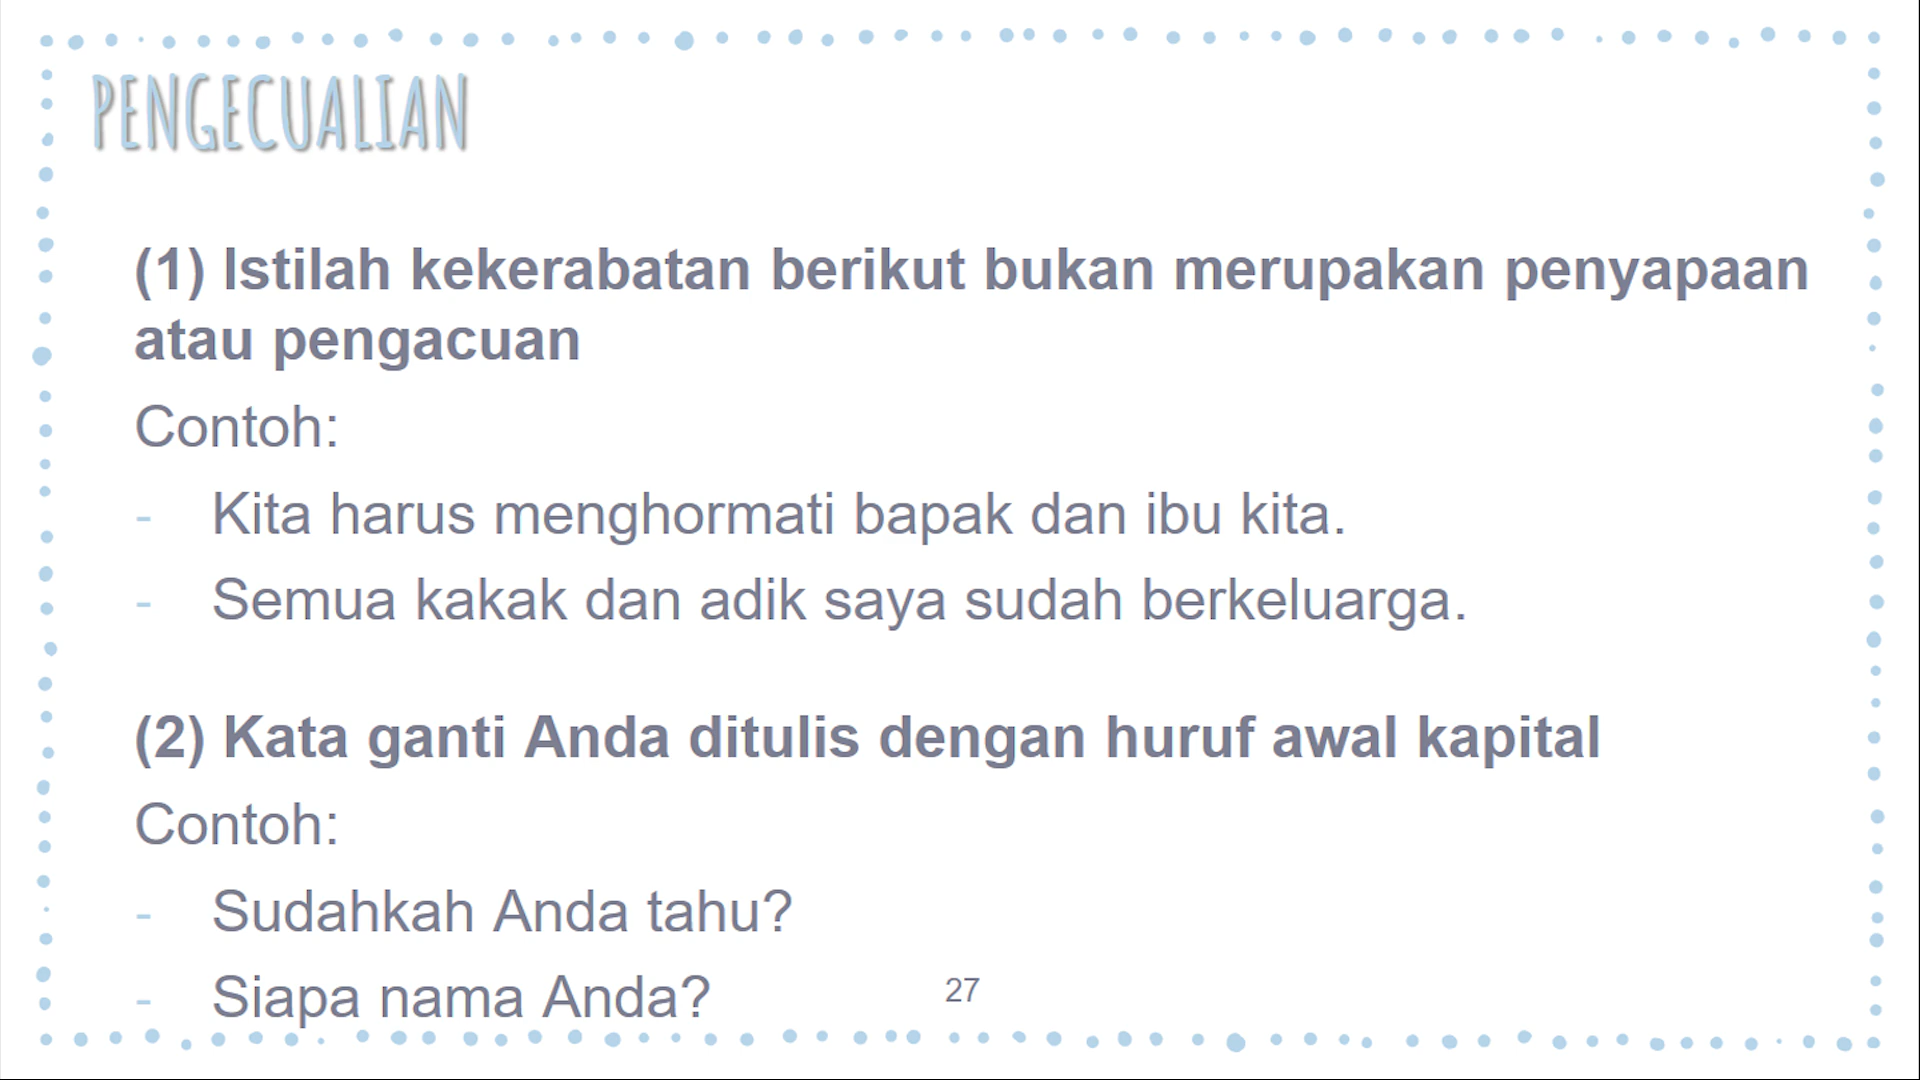 PENGECUALIAN
(1) Istilah kekerabatan berikut bukan merupakan penyapaan
atau pengacuan
Contoh:
- Kita harus menghormati bapak dan ibu kita.
- Semua kakak dan adik saya sudah berkeluarga.
(2) Kata ganti Anda ditulis dengan huruf awal kapital
Contoh:
- Sudahkah Anda tahu?
- Siapa nama Anda?
27